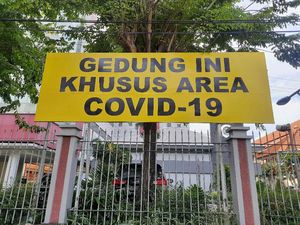 GEDUNG INI
KHUSUS AREA
COVID-19